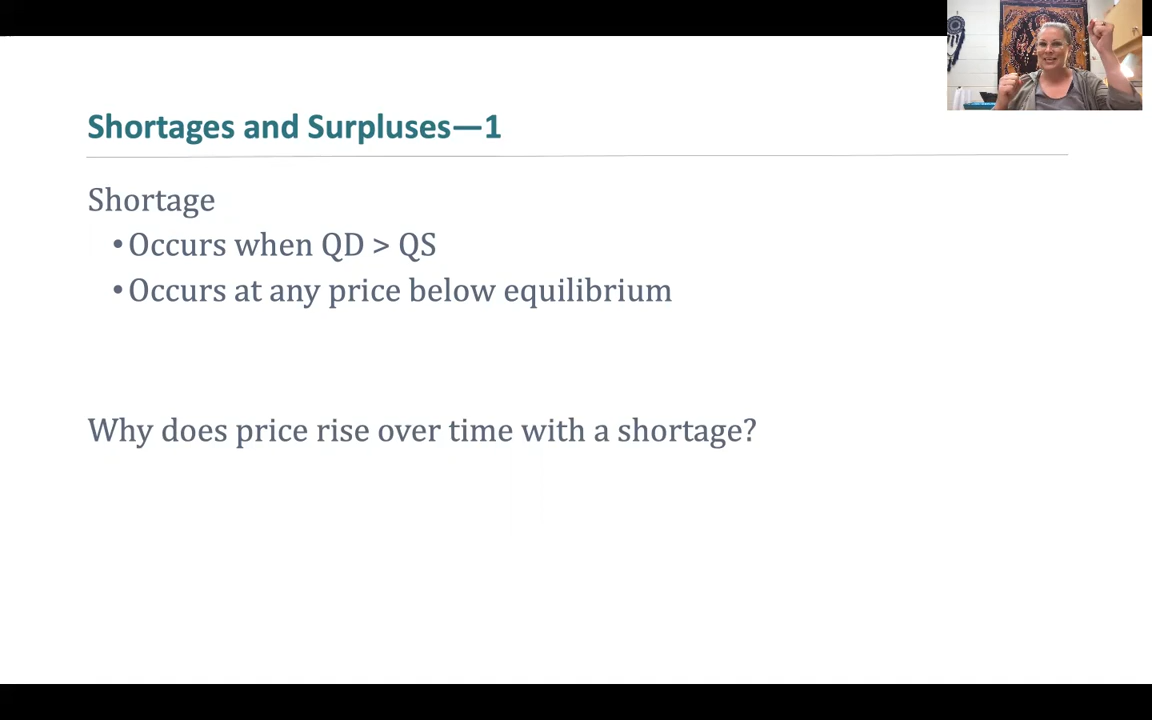 Shortages and Surpluses—1
Shortage
•Occurs when QD > QS
•Occurs at any price below equilibrium
Why does price rise over time with a shortage?